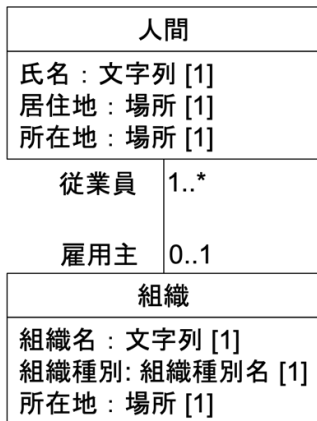 人間
氏名：文字列 [1]
居住地：場所 [1]
所在地：場所 [1]
従業員 1..*
雇用主 0..1
組織
組織名：文字列 [1]
組織種別: 組織種別名 [1]
所在地：場所 [1]